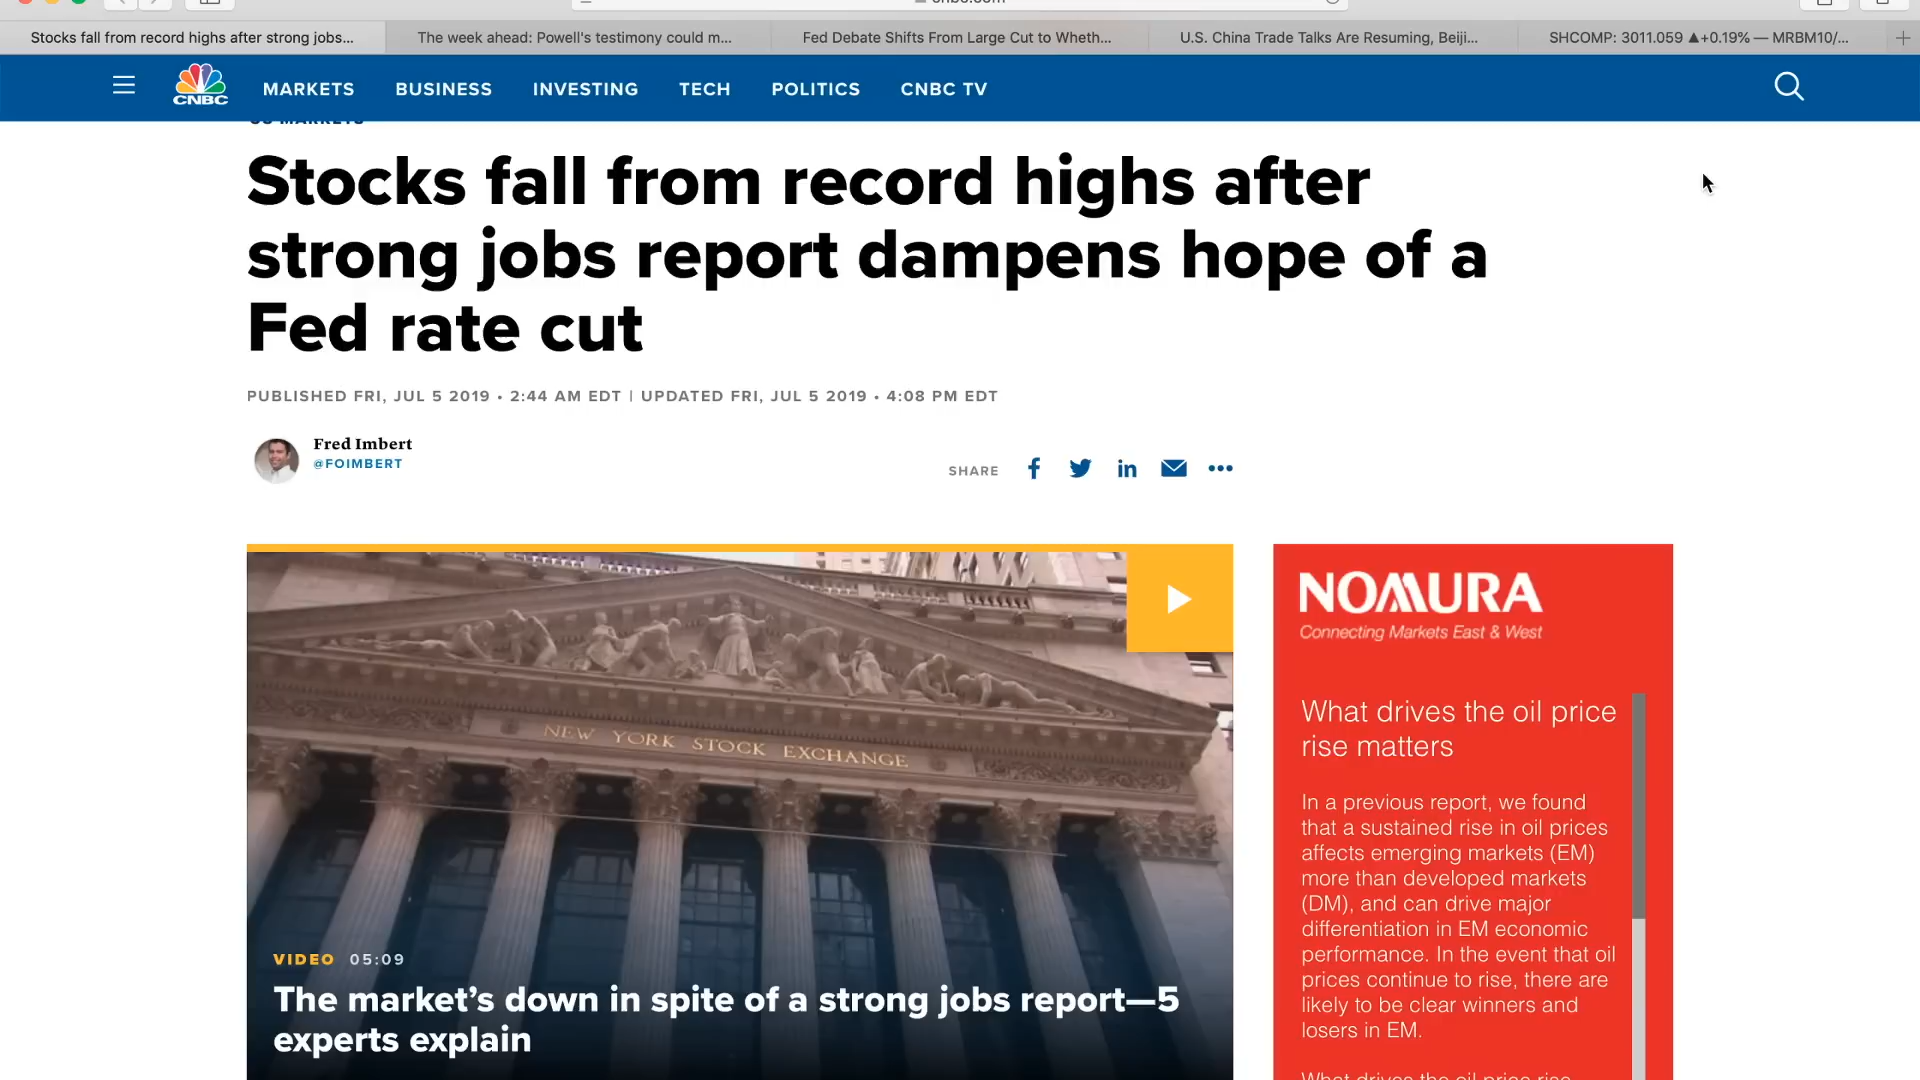 Stocks fall from record highs after strong jobs...
The week ahead: Powell's testimony could m...
Fed Debate Shifts From Large Cut to Wheth...
U.S. China Trade Talks Are Resuming, Beiji...
SHCOMP: 3011.059 ▲+0.19% — MRBM10/...
CNBC
MARKETS
BUSINESS
INVESTING
TECH
POLITICS
CNBC TV
Stocks fall from record highs after
strong jobs report dampens hope of a
Fed rate cut
PUBLISHED FRI, JUL 5 2019 • 2:44 AM EDT | UPDATED FRI, JUL 5 2019 • 4:08 PM EDT
Fred Imbert
@FOIMBERT
SHARE
NEW YORK STOCK EXCHANGE
VIDEO 05:09
The market's down in spite of a strong jobs report—5
experts explain
NOMURA
Connecting Markets East & West
What drives the oil price
rise matters
In a previous report, we found
that a sustained rise in oil prices
affects emerging markets (EM)
more than developed markets
(DM), and can drive major
differentiation in EM economic
performance. In the event that oil
prices continue to rise, there are
likely to be clear winners and
losers in EM.
What drives the oil price rise